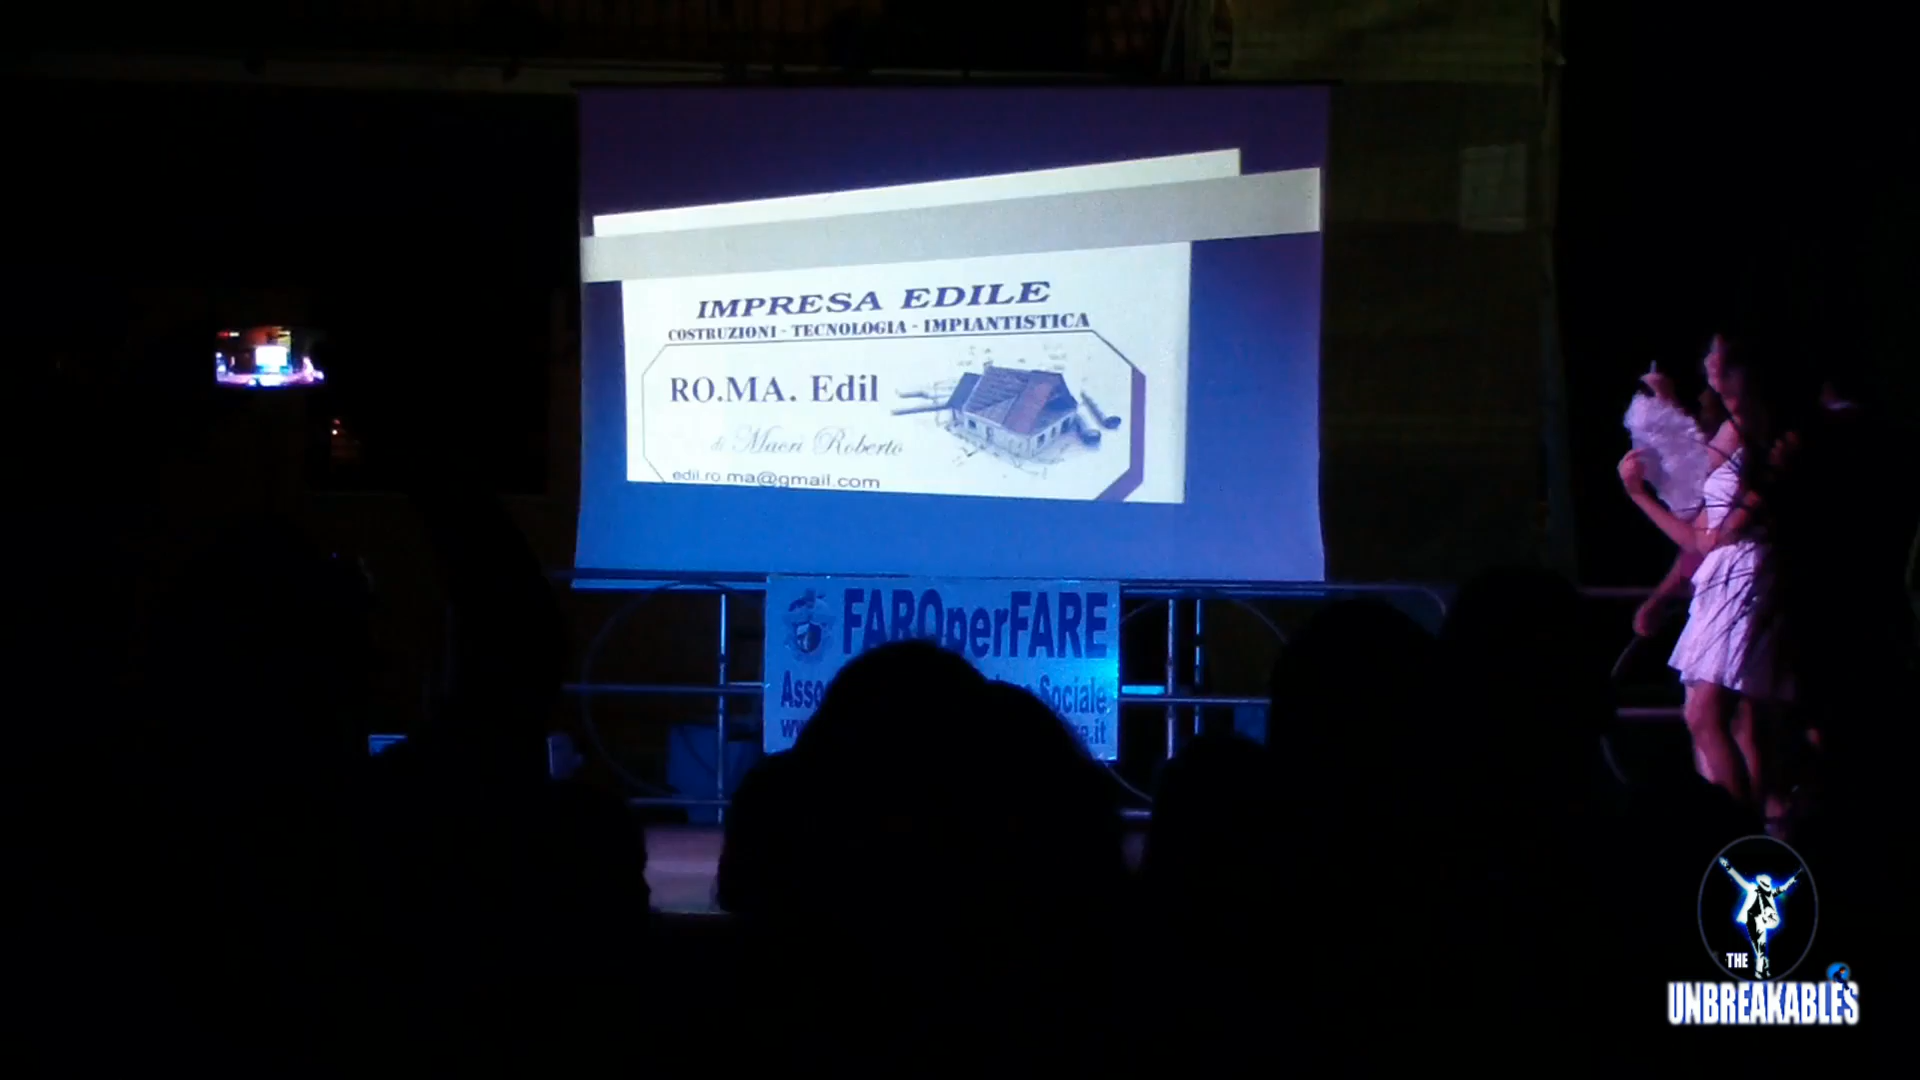 IMPRESA EDILE
COSTRUZIONI - TECNOLOGIA - IMPIANTISTICA
RO.MA. Edil
di Macrì Roberto
edil.ro.ma@gmail.com
FAROperFARE
Sociale
THE
UNBREAKABLES